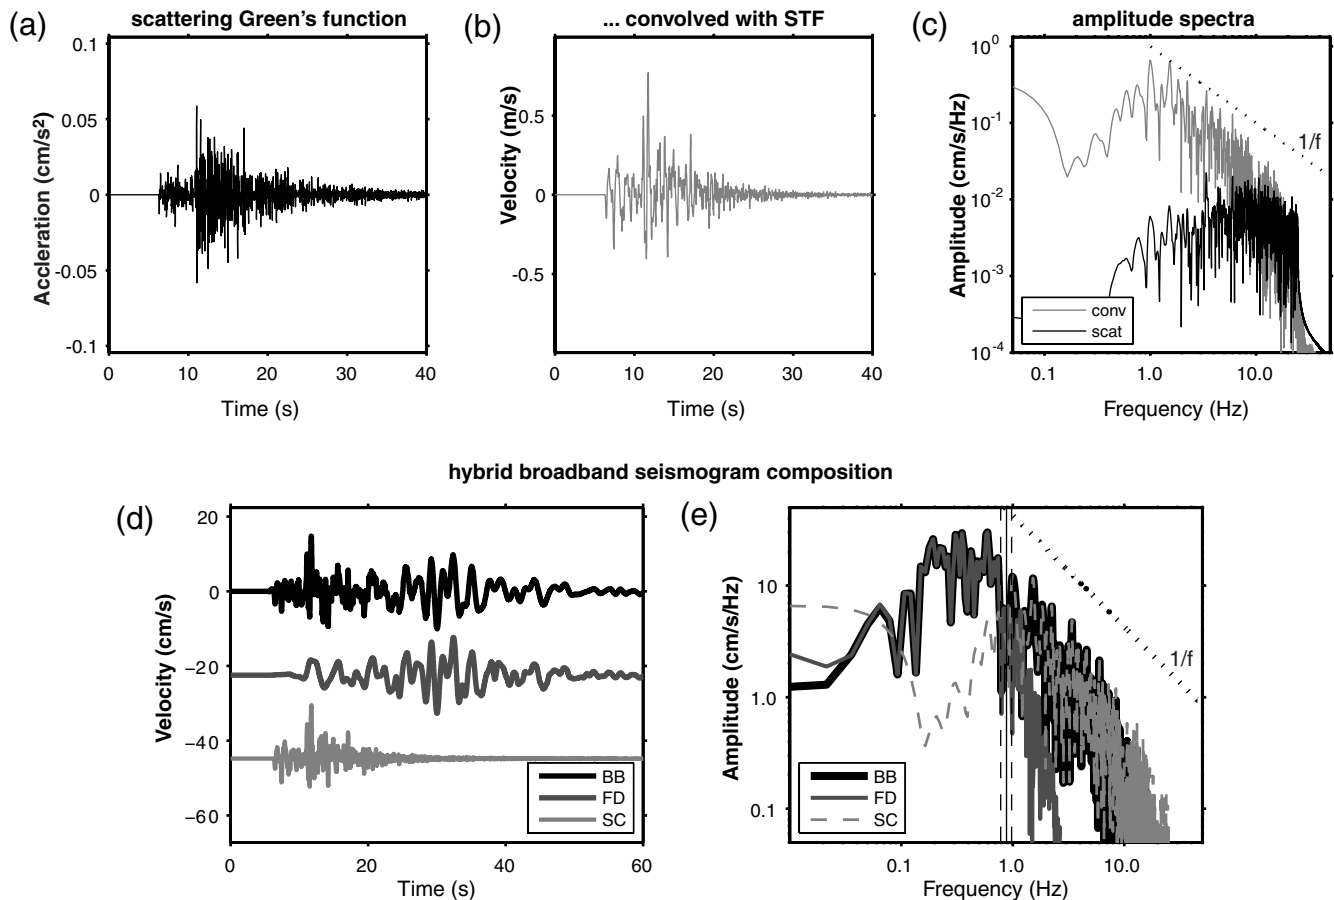 (a)
scattering Green's function
(b)
... convolved with STF
(c)
amplitude spectra
0.1
0.05
0
-0.05
-0.1
Accleration (cm/s²)
0 10 20 30 40
Time (s)
0.5
0
-0.5
Velocity (m/s)
0 10 20 30 40
Time (s)
10⁰
10⁻¹
10⁻²
10⁻³
10⁻⁴
Amplitude (cm/s/Hz)
1/f
conv
scat
0.1 1.0 10.0
Frequency (Hz)
hybrid broadband seismogram composition
(d)
20
0
−20
−40
−60
Velocity (cm/s)
BB
FD
SC
0 20 40 60
Time (s)
(e)
10
1.0
0.1
Amplitude (cm/s/Hz)
1/f
BB
FD
SC
0.1 1.0 10.0
Frequency (Hz)